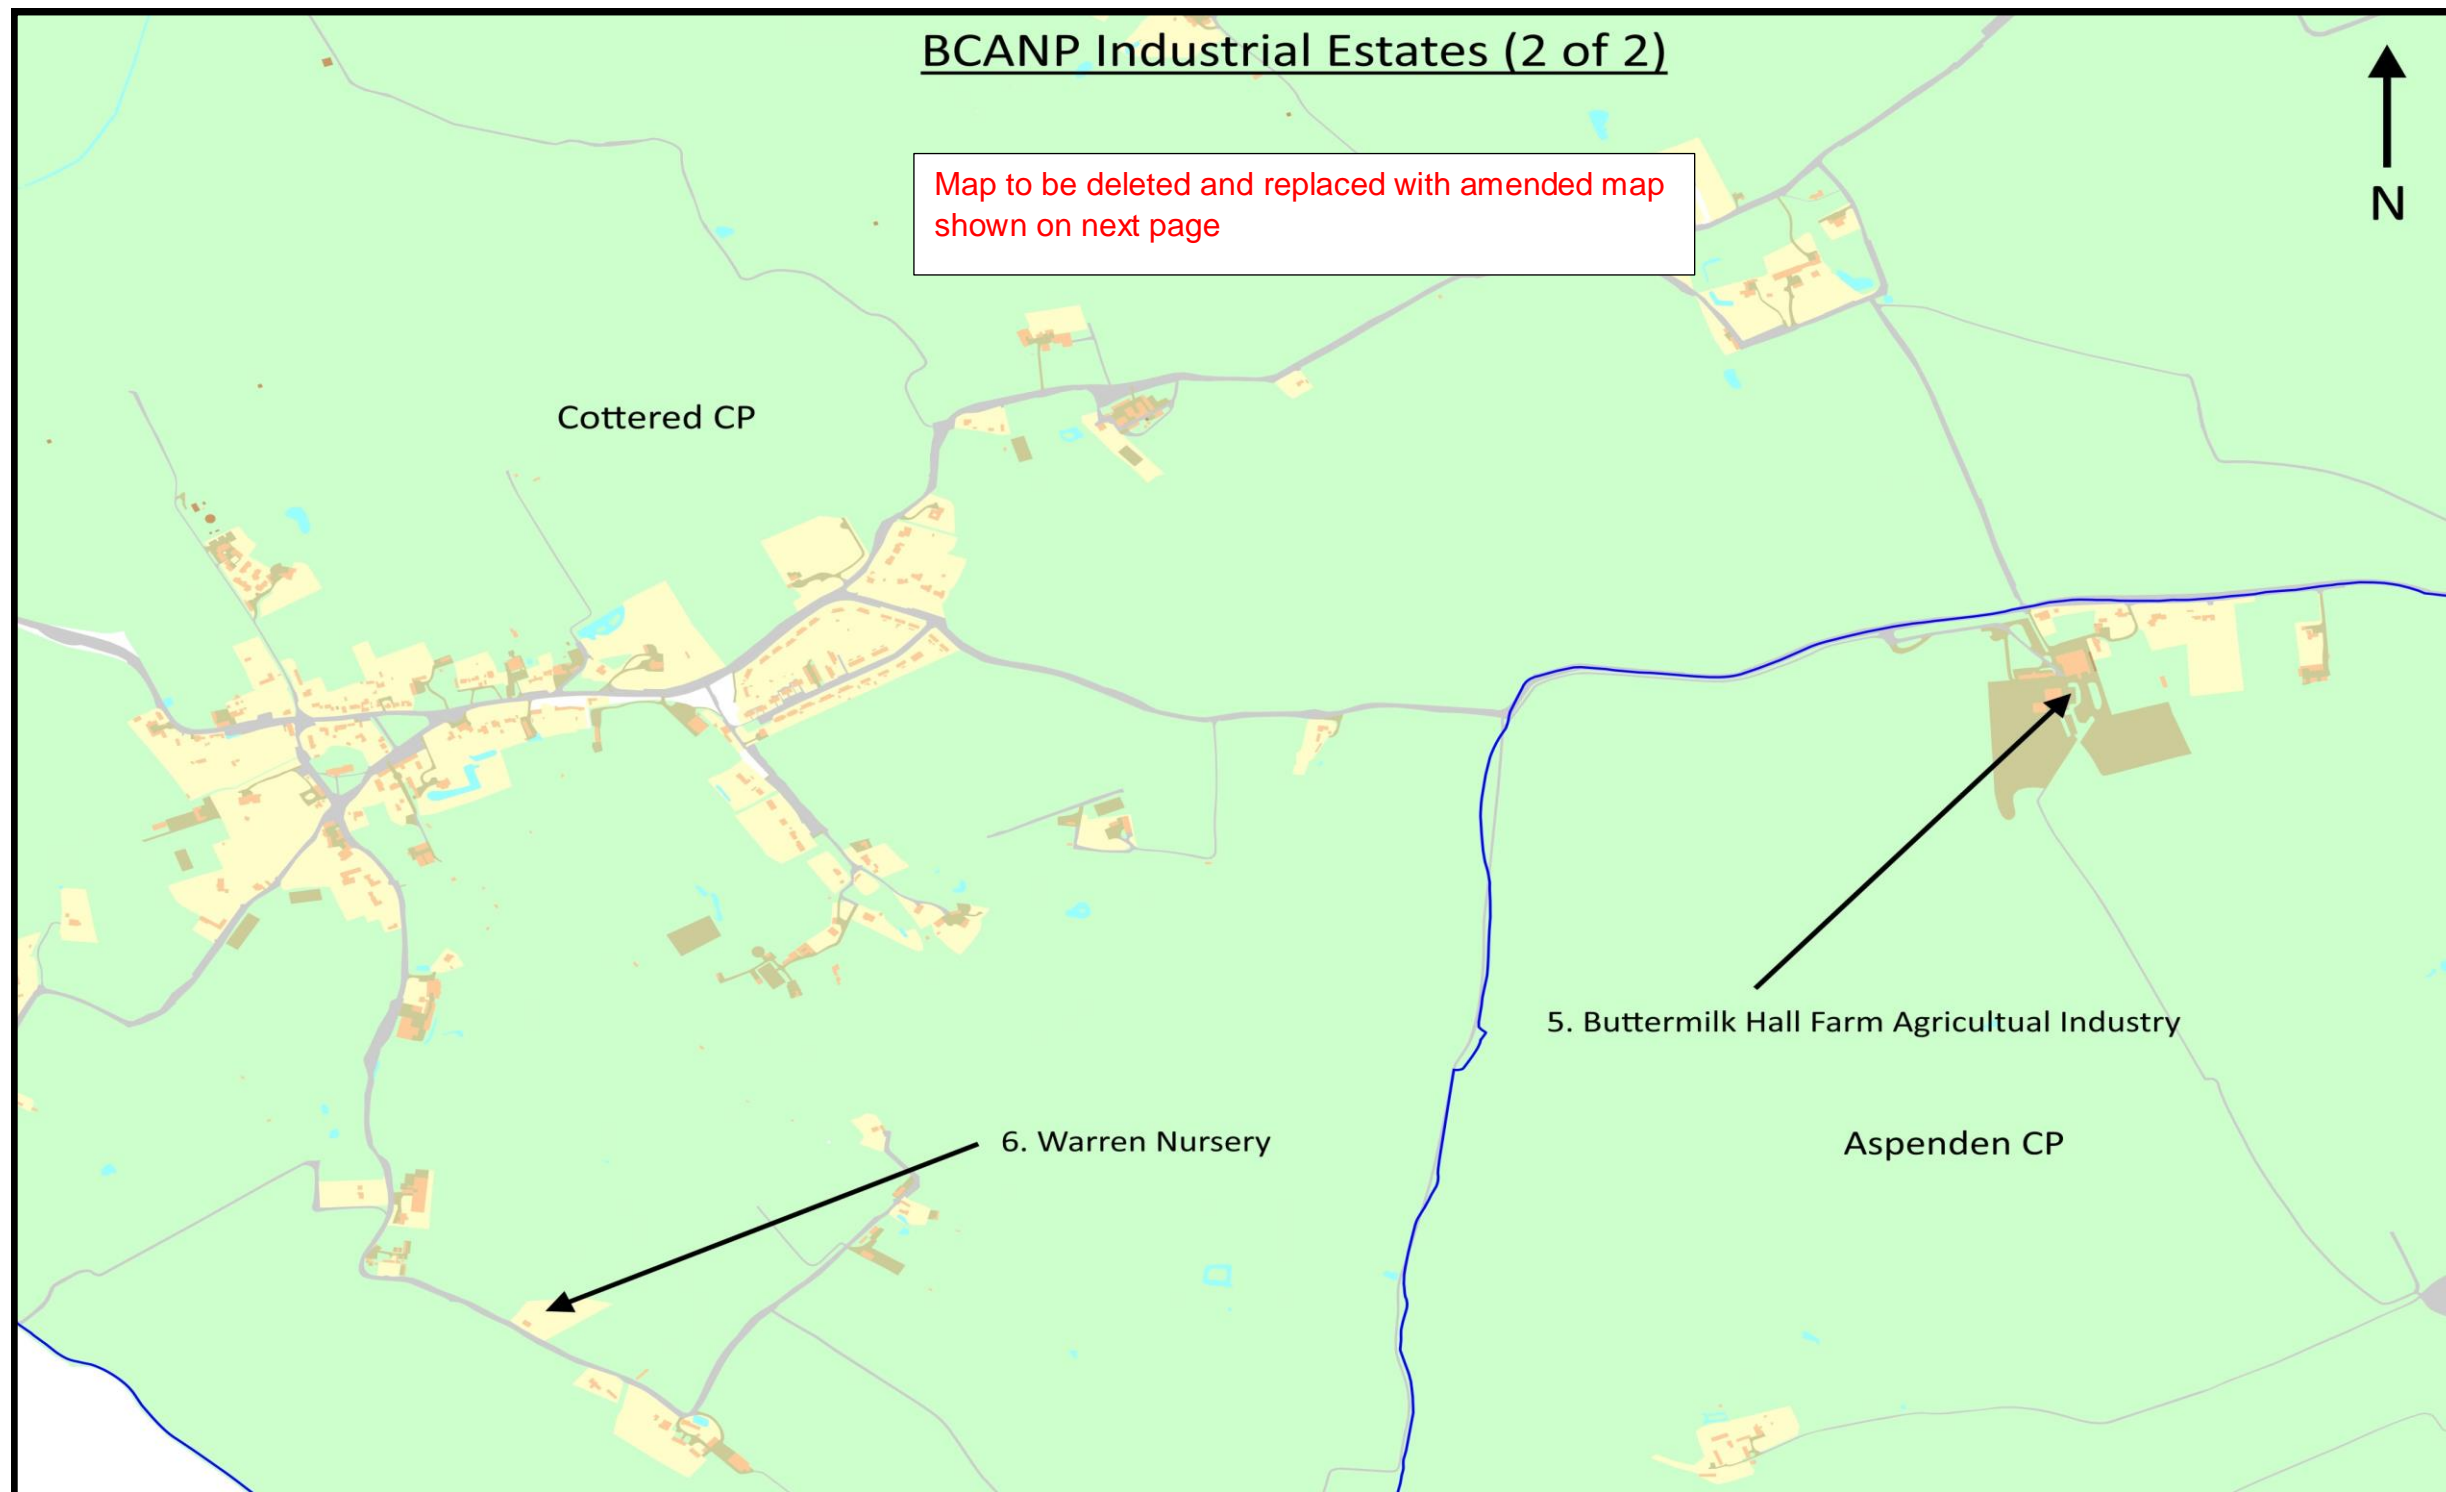 BCANP Industrial Estates (2 of 2)
Map to be deleted and replaced with amended map
shown on next page
N
Cottered CP
5. Buttermilk Hall Farm Agricultual Industry
6. Warren Nursery
Aspenden CP